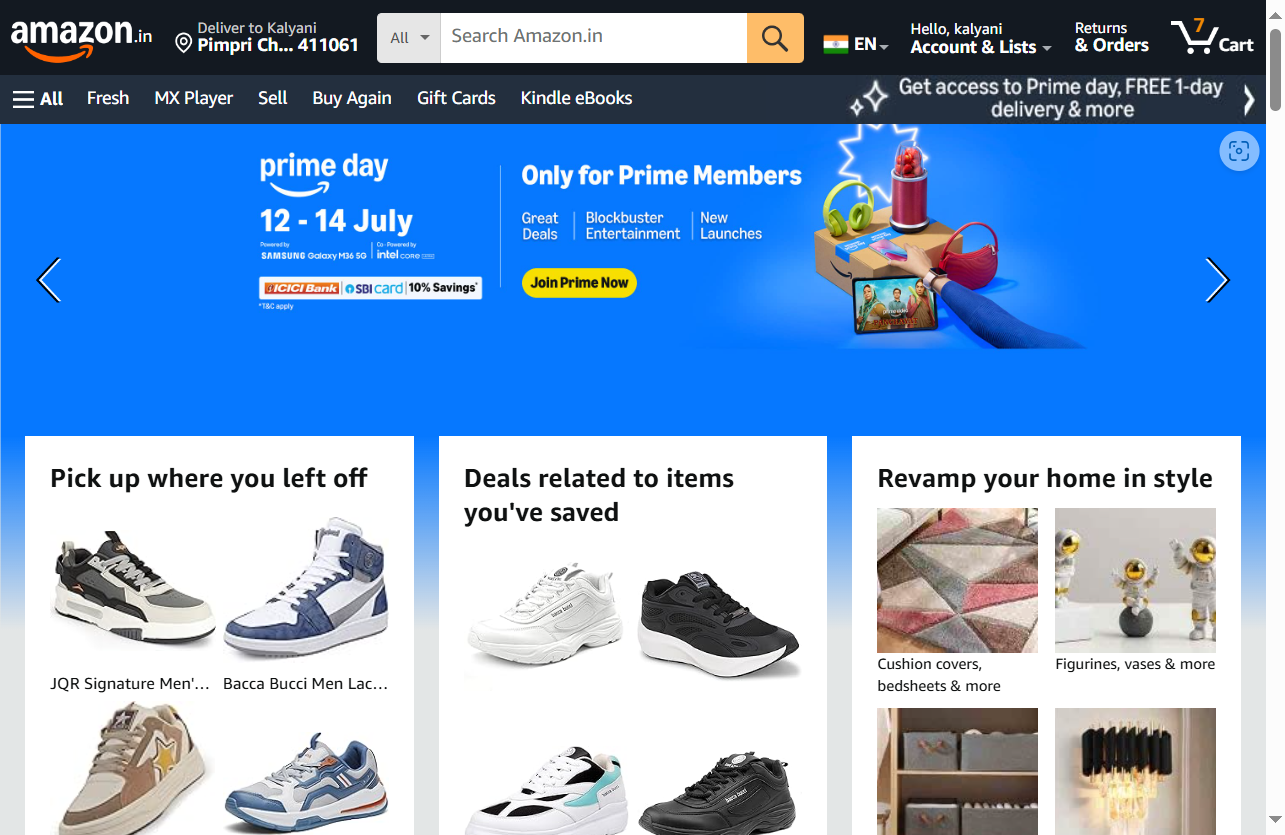 amazon.in
Deliver to Kalyani
Pimpri Ch... 411061
All
Search Amazon.in
EN
Hello, kalyani
Account & Lists
Returns
& Orders
7
Cart
All
Fresh
MX Player
Sell
Buy Again
Gift Cards
Kindle eBooks
Get access to Prime day, FREE 1-day
delivery & more
prime day
12 - 14 July
Powered by
SAMSUNG Galaxy M36 5G
Co - Powered by
intel CORE
ICICI Bank
SBI card
10% Savings*
*T&C apply
Only for Prime Members
Great
Deals
Blockbuster
Entertainment
New
Launches
Join Prime Now
Pick up where you left off
JQR Signature Men'...
Bacca Bucci Men Lac...
Deals related to items
you've saved
bacca bucci
bacca bucci
Revamp your home in style
Cushion covers,
bedsheets & more
Figurines, vases & more